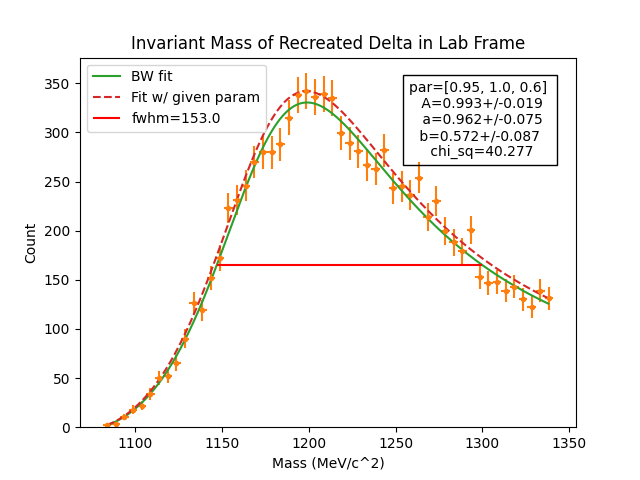 Invariant Mass of Recreated Delta in Lab Frame
BW fit
Fit w/ given param
fwhm=153.0
par=[0.95, 1.0, 0.6]
A=0.993+/-0.019
a=0.962+/-0.075
b=0.572+/-0.087
chi_sq=40.277
Count
350
300
250
200
150
100
50
0
1100
1150
1200
1250
1300
1350
Mass (MeV/c^2)